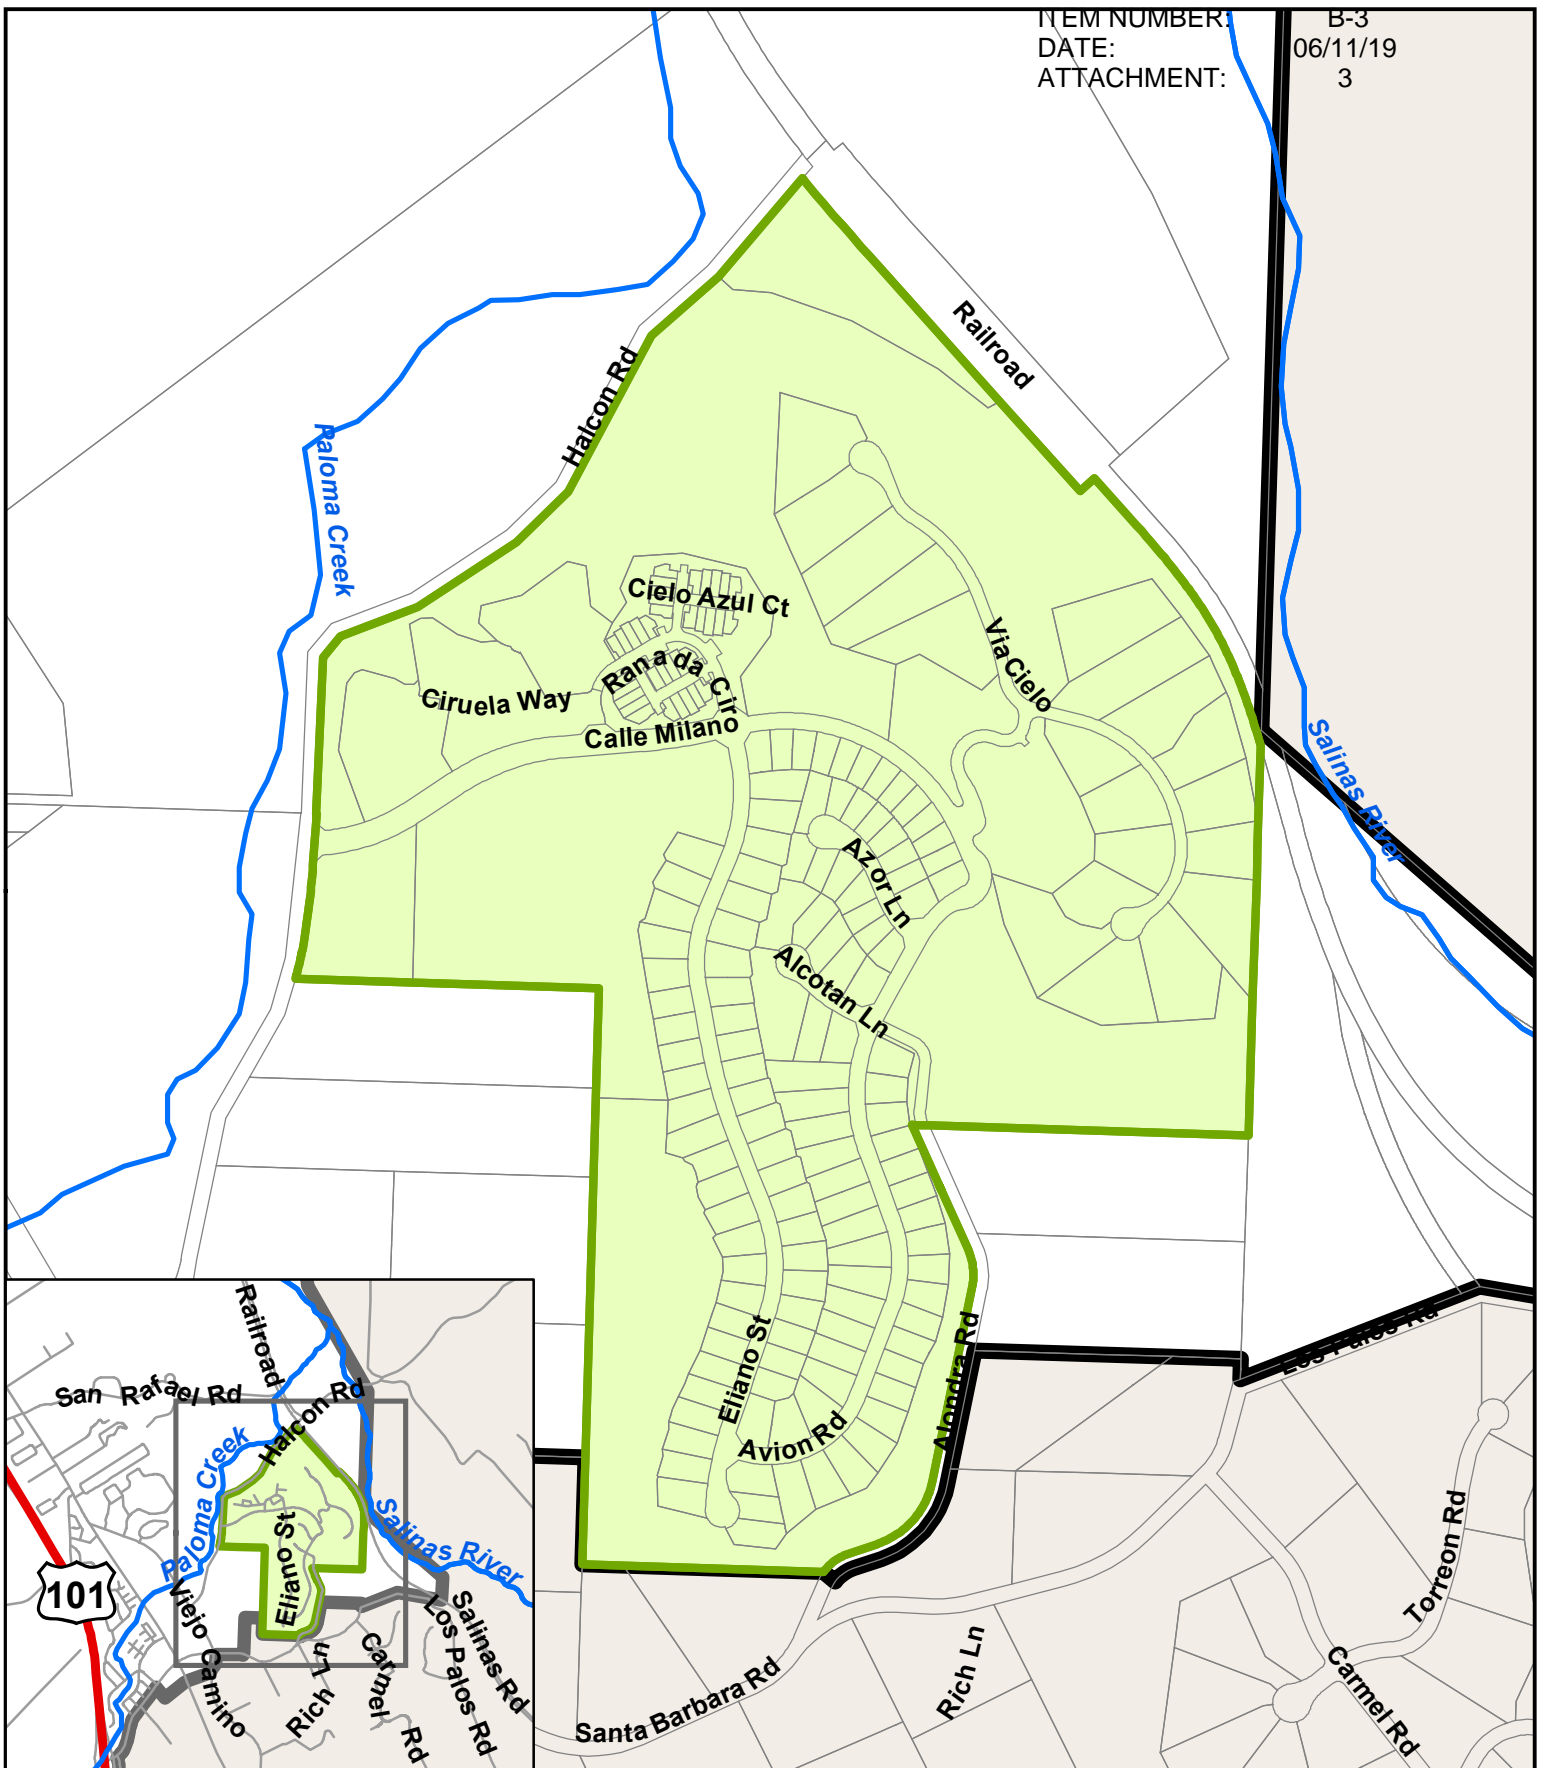 ITEM NUMBER: B-3
DATE: 06/11/19
ATTACHMENT: 3
Railroad
Halcon Rd
Paloma Creek
Cielo Azul Ct
Via Cielo
Ranada Cir
Ciruela Way
Calle Milano
Salinas River
Azor Ln
Alcotan Ln
Eliano St
Alondra Rd
Los Palos Rd
Avion Rd
Torreon Rd
Rich Ln
Santa Barbara Rd
Carmel Rd
Railroad
San Rafael Rd
Halcon Rd
Paloma Creek
Salinas River
Eliano St
101
Viejo Camino
Rich Ln
Carmel Rd
Los Palos Rd
Salinas Rd